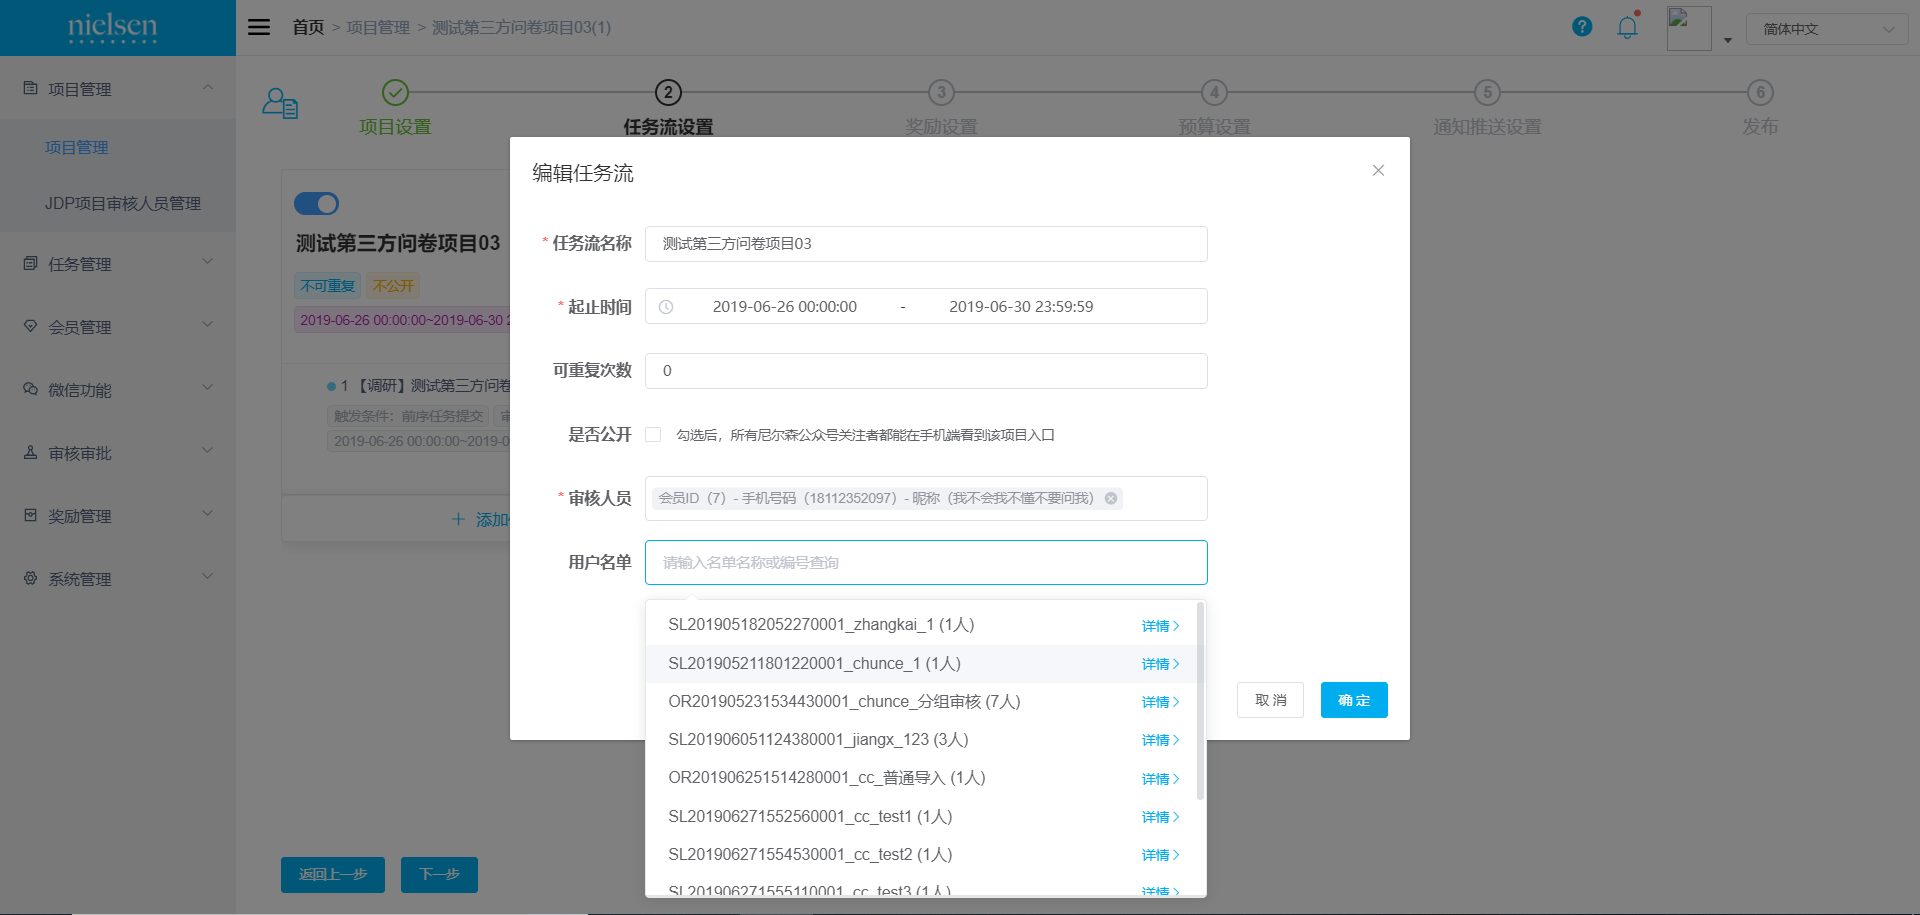 nielsen
首页 > 项目管理 > 测试第三方问卷项目03(1)
?
简体中文
项目管理
项目管理
JDP项目审核人员管理
任务管理
会员管理
微信功能
审核审批
奖励管理
系统管理
项目设置
2
任务流设置
3
奖励设置
4
预算设置
5
通知推送设置
6
发布
测试第三方问卷项目03
不可重复 不公开
2019-06-26 00:00:00~2019-06-30
1 【调研】测试第三方问卷
触发条件：前序任务提交
2019-06-26 00:00:00~2019-0
添加
返回上一步 下一步
编辑任务流
* 任务流名称 测试第三方问卷项目03
* 起止时间 2019-06-26 00:00:00 - 2019-06-30 23:59:59
可重复次数 0
是否公开 勾选后，所有尼尔森公众号关注者都能在手机端看到该项目入口
* 审核人员 会员ID（7）- 手机号码（18112352097）- 昵称（我不会我不懂不要问我）
用户名单 请输入名单名称或编号查询
SL201905182052270001_zhangkai_1 (1人) 详情
SL201905211801220001_chunce_1 (1人) 详情
OR201905231534430001_chunce_分组审核 (7人) 详情
SL201906051124380001_jiangx_123 (3人) 详情
OR201906251514280001_cc_普通导入 (1人) 详情
SL201906271552560001_cc_test1 (1人) 详情
SL201906271554530001_cc_test2 (1人) 详情
SL201906271555110001_cc_test3 (1人) 详情
取消 确定